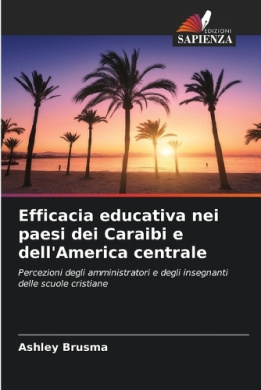 EDIZIONI
SAPIENZA
Efficacia educativa nei
paesi dei Caraibi e
dell'America centrale
Percezioni degli amministratori e degli insegnanti
delle scuole cristiane
Ashley Brusma